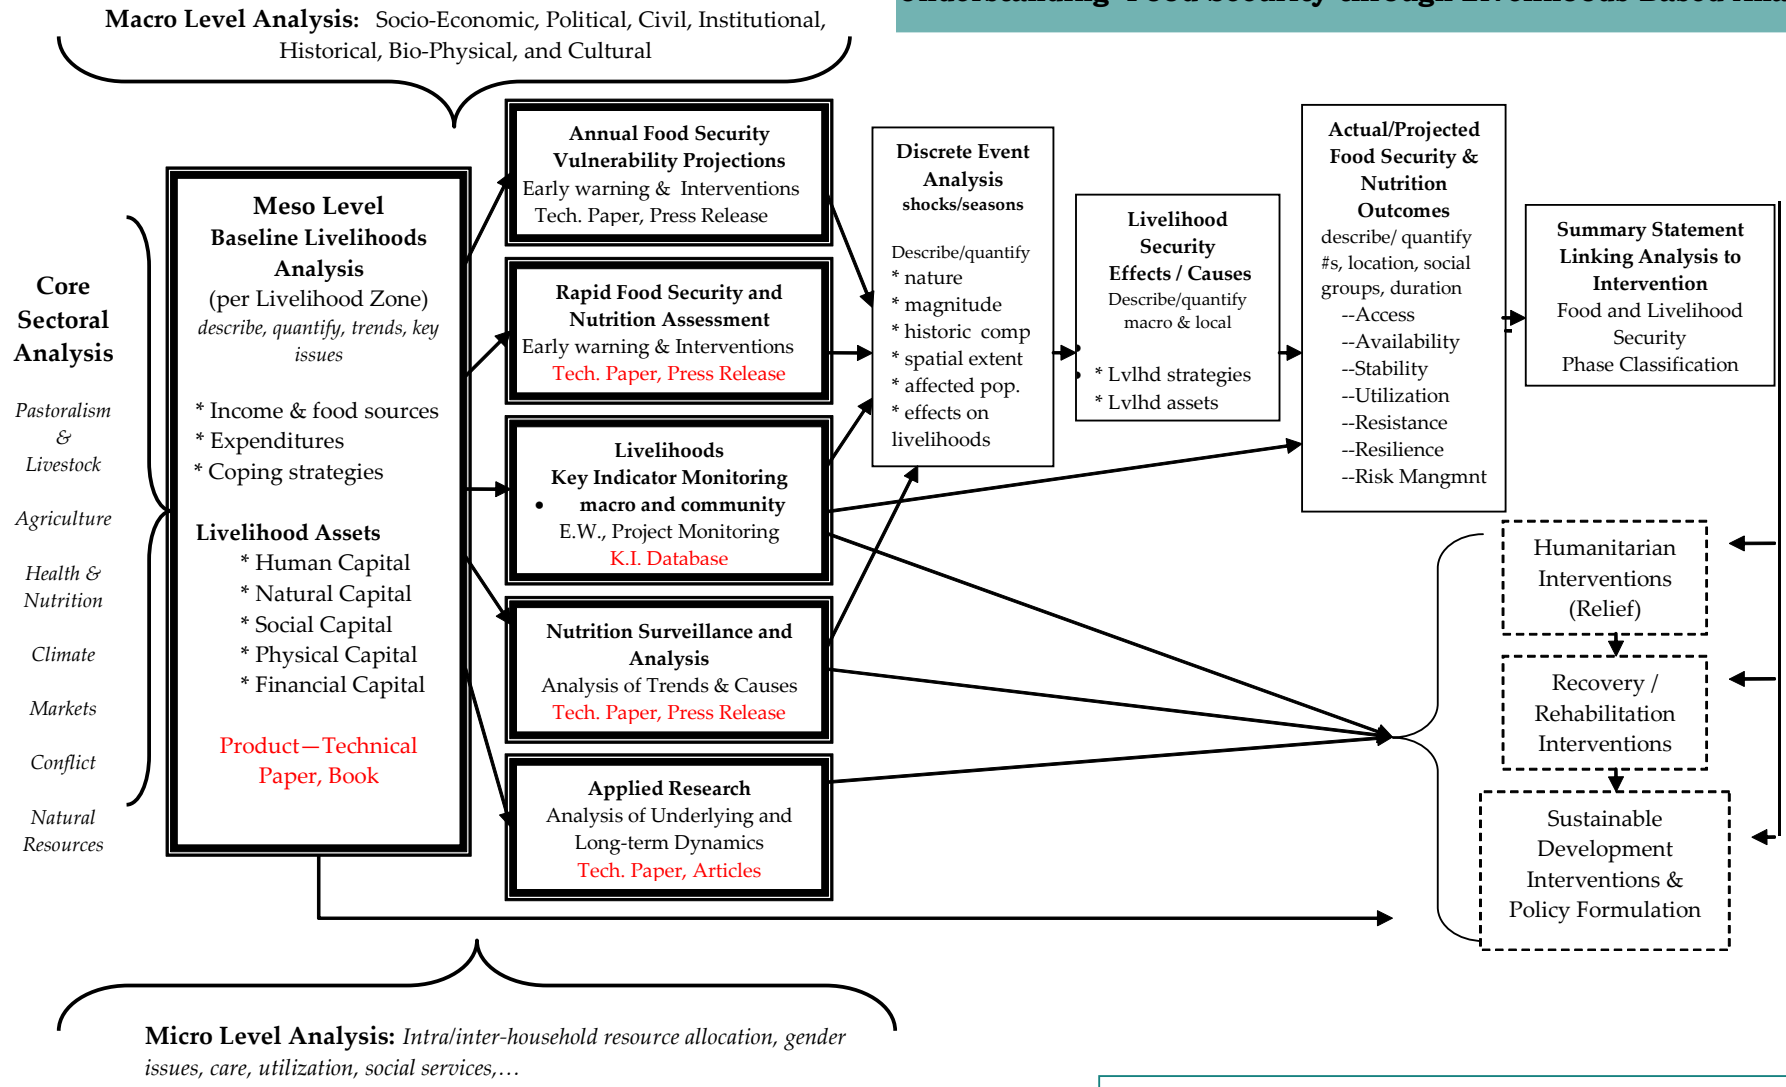 Macro Level Analysis: Socio-Economic, Political, Civil, Institutional,
Historical, Bio-Physical, and Cultural
Food Security through Livelihoods Based
Core
Sectoral
Analysis
Pastoralism
&
Livestock
Agriculture
Health &
Nutrition
Climate
Markets
Conflict
Natural
Resources
Meso Level
Baseline Livelihoods
Analysis
(per Livelihood Zone)
describe, quantify, trends, key
issues
* Income & food sources
* Expenditures
* Coping strategies
Livelihood Assets
* Human Capital
* Natural Capital
* Social Capital
* Physical Capital
* Financial Capital
Product—Technical
Paper, Book
Annual Food Security
Vulnerability Projections
Early warning & Interventions
Tech. Paper, Press Release
Rapid Food Security and
Nutrition Assessment
Early warning & Interventions
Tech. Paper, Press Release
Livelihoods
Key Indicator Monitoring
• macro and community
E.W., Project Monitoring
K.I. Database
Nutrition Surveillance and
Analysis
Analysis of Trends & Causes
Tech. Paper, Press Release
Applied Research
Analysis of Underlying and
Long-term Dynamics
Tech. Paper, Articles
Discrete Event
Analysis
shocks/seasons
Describe/quantify
* nature
* magnitude
* historic comp
* spatial extent
* affected pop.
* effects on
livelihoods
Livelihood
Security
Effects / Causes
Describe/quantify
macro & local
•
• * Lvlhd strategies
* Lvlhd assets
Actual/Projected
Food Security &
Nutrition
Outcomes
describe/ quantify
#s, location, social
groups, duration
--Access
--Availability
--Stability
--Utilization
--Resistance
--Resilience
--Risk Mangmnt
Summary Statement
Linking Analysis to
Intervention
Food and Livelihood
Security
Phase Classification
Humanitarian
Interventions
(Relief)
Recovery /
Rehabilitation
Interventions
Sustainable
Development
Interventions &
Policy Formulation
Micro Level Analysis: Intra/inter-household resource allocation, gender
issues, care, utilization, social services,…